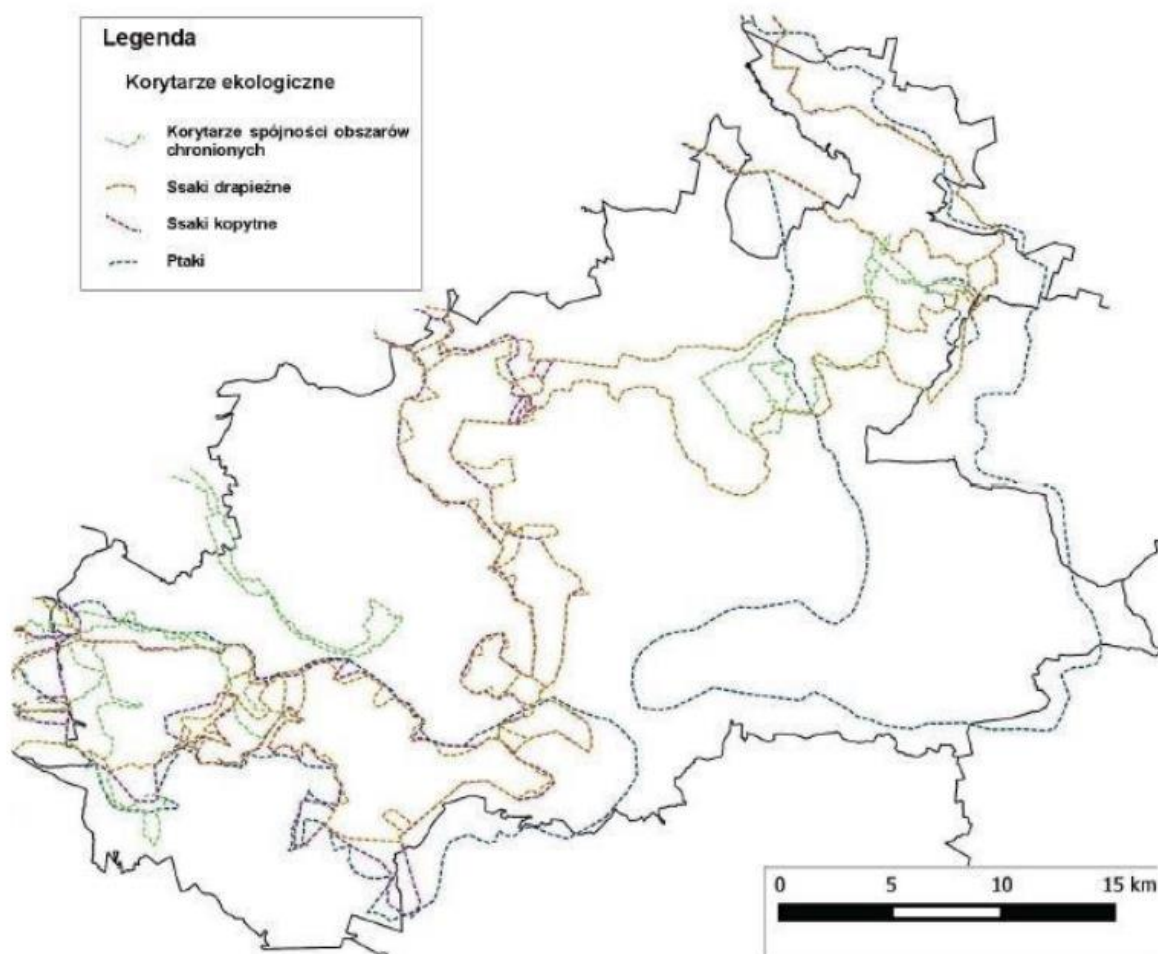 Legenda
Korytarze ekologiczne
Korytarze spójności obszarów
chronionych
Ssaki drapieżne
Ssaki kopytne
Ptaki
0 5 10 15 km